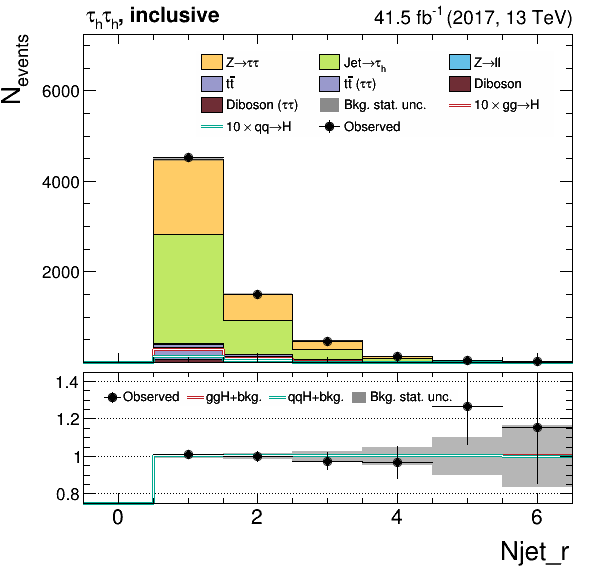 τhτh, inclusive 41.5 fb⁻¹ (2017, 13 TeV)
Nevents
Z→ττ Jet→τh Z→ll
tt̄ tt̄ (ττ) Diboson
Diboson (ττ) Bkg. stat. unc. 10 × gg→H
10 × qq→H Observed
6000
4000
2000
Observed ggH+bkg. qqH+bkg. Bkg. stat. unc.
1.4
1.2
1.0
0.8
0 2 4 6
Njet_r